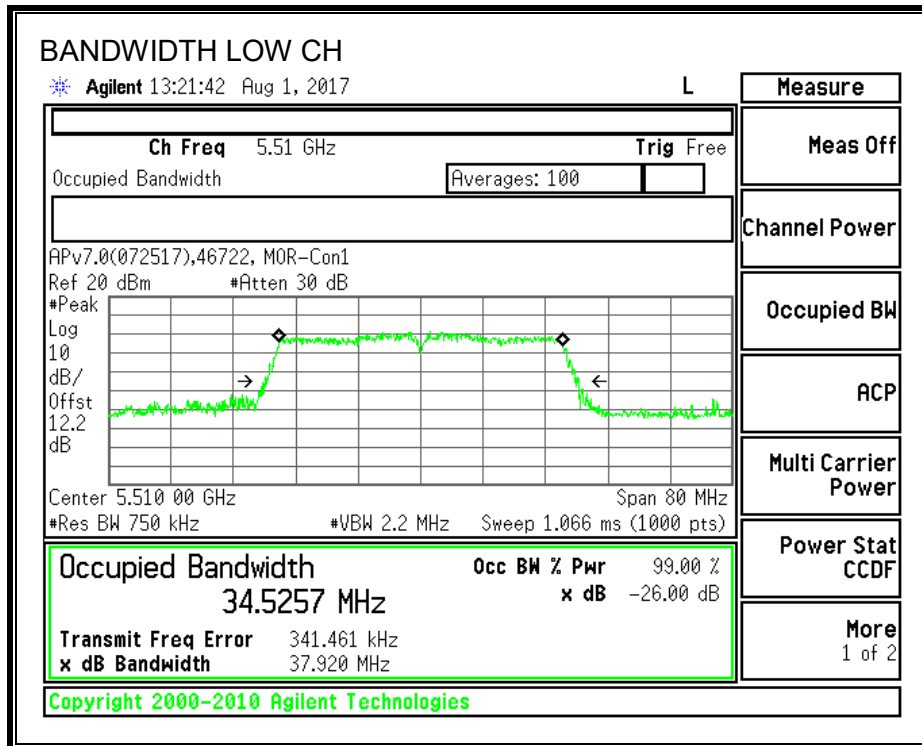 BANDWIDTH LOW CH
Agilent 13:21:42 Aug 1, 2017 L
Measure
Ch Freq 5.51 GHz Trig Free
Occupied Bandwidth Averages: 100
APv7.0(072517),46722, MOR-Con1
Ref 20 dBm #Atten 30 dB
#Peak
Log
10
dB/
Offst
12.2
dB
Center 5.510 00 GHz Span 80 MHz
#Res BW 750 kHz #VBW 2.2 MHz Sweep 1.066 ms (1000 pts)
Occupied Bandwidth Occ BW % Pwr 99.00 %
34.5257 MHz x dB -26.00 dB
Transmit Freq Error 341.461 kHz
x dB Bandwidth 37.920 MHz
Copyright 2000-2010 Agilent Technologies
Meas Off
Channel Power
Occupied BW
ACP
Multi Carrier
Power
Power Stat
CCDF
More
1 of 2